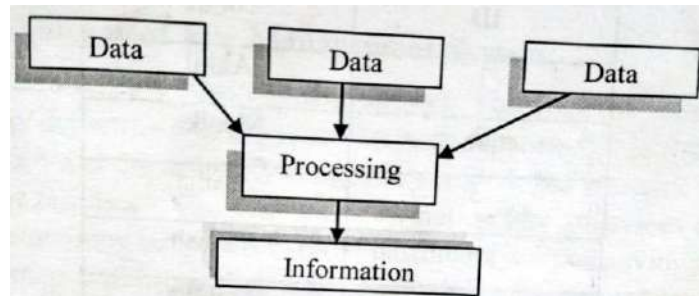 Data
Data
Data
Processing
Information